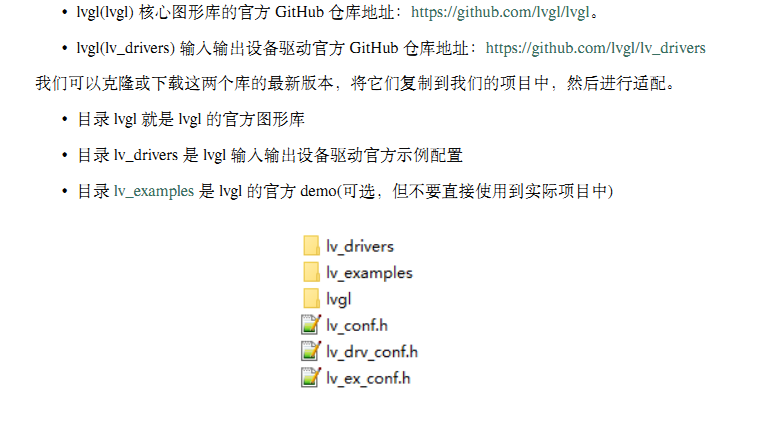 • lvgl(lvgl) 核心图形库的官方 GitHub 仓库地址：https://github.com/lvgl/lvgl。
• lvgl(lv_drivers) 输入输出设备驱动官方 GitHub 仓库地址：https://github.com/lvgl/lv_drivers
我们可以克隆或下载这两个库的最新版本，将它们复制到我们的项目中，然后进行适配。
• 目录 lvgl 就是 lvgl 的官方图形库
• 目录 lv_drivers 是 lvgl 输入输出设备驱动官方示例配置
• 目录 lv_examples 是 lvgl 的官方 demo(可选，但不要直接使用到实际项目中)
lv_drivers
lv_examples
lvgl
lv_conf.h
lv_drv_conf.h
lv_ex_conf.h